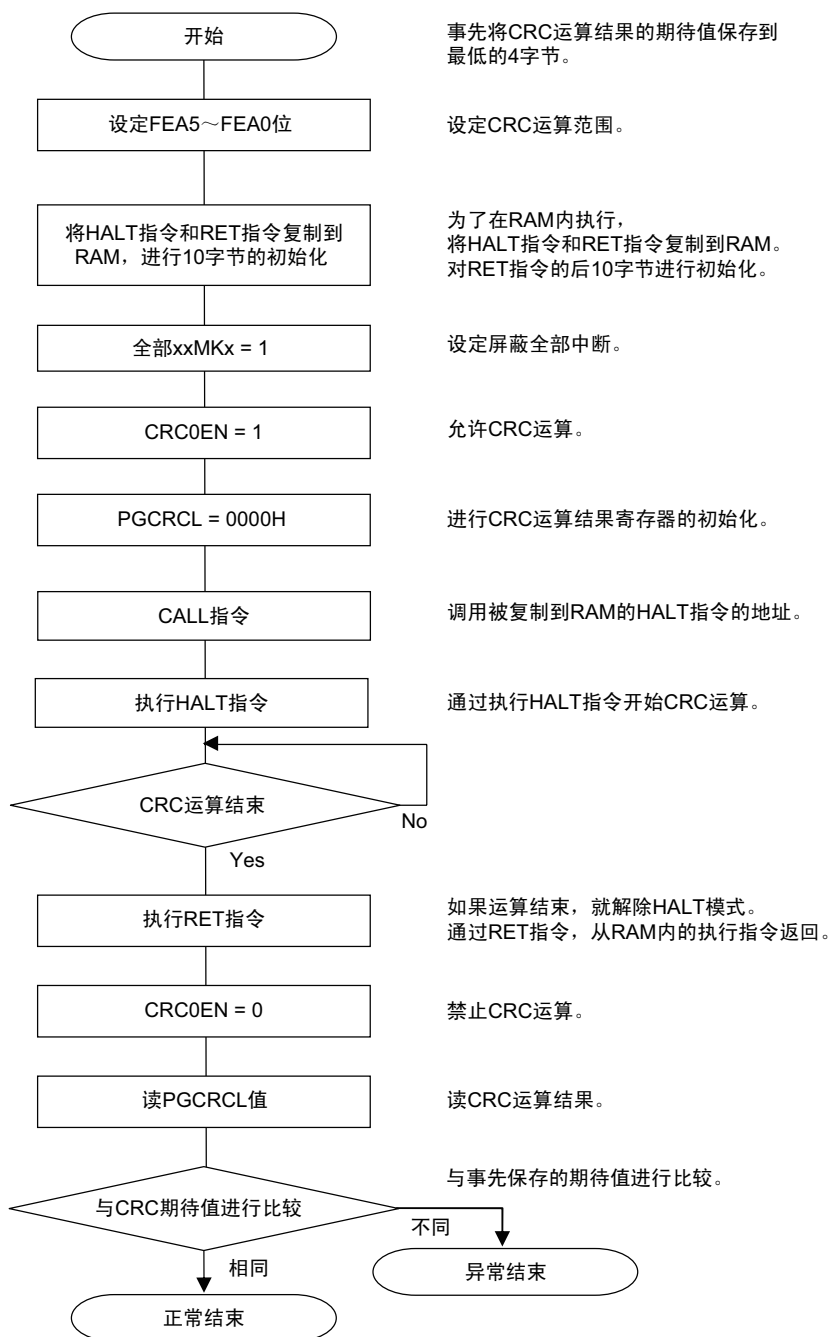 开始
事先将CRC运算结果的期待值保存到
最低的4字节。
设定FEA5～FEA0位
设定CRC运算范围。
将HALT指令和RET指令复制到
RAM，进行10字节的初始化
为了在RAM内执行，
将HALT指令和RET指令复制到RAM。
对RET指令的后10字节进行初始化。
全部xxMKx = 1
设定屏蔽全部中断。
CRC0EN = 1
允许CRC运算。
PGCRCL = 0000H
进行CRC运算结果寄存器的初始化。
CALL指令
调用被复制到RAM的HALT指令的地址。
执行HALT指令
通过执行HALT指令开始CRC运算。
CRC运算结束
No
Yes
执行RET指令
如果运算结束，就解除HALT模式。
通过RET指令，从RAM内的执行指令返回。
CRC0EN = 0
禁止CRC运算。
读PGCRCL值
读CRC运算结果。
与事先保存的期待值进行比较。
与CRC期待值进行比较
不同
相同
异常结束
正常结束